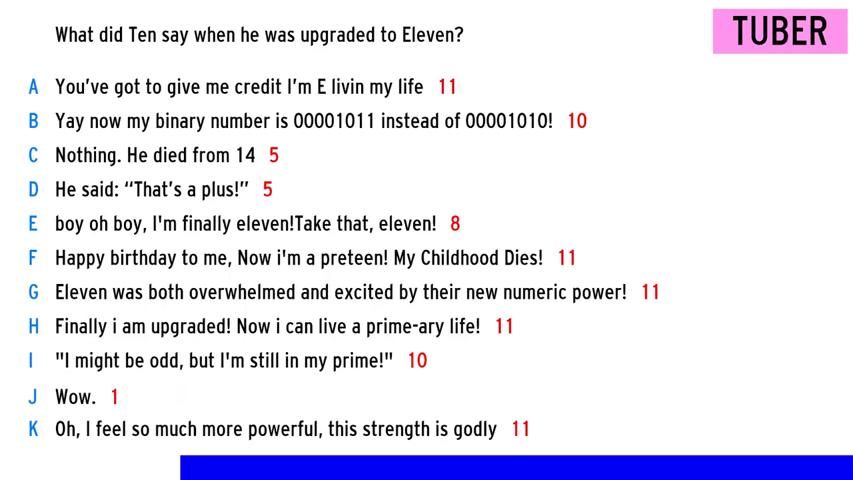 What did Ten say when he was upgraded to Eleven?
TUBER
A You've got to give me credit I'm E livin my life 11
B Yay now my binary number is 00001011 instead of 00001010! 10
C Nothing. He died from 14 5
D He said: “That's a plus!” 5
E boy oh boy, I'm finally eleven!Take that, eleven! 8
F Happy birthday to me, Now i'm a preteen! My Childhood Dies! 11
G Eleven was both overwhelmed and excited by their new numeric power! 11
H Finally i am upgraded! Now i can live a prime-ary life! 11
I "I might be odd, but I'm still in my prime!" 10
J Wow. 1
K Oh, I feel so much more powerful, this strength is godly 11